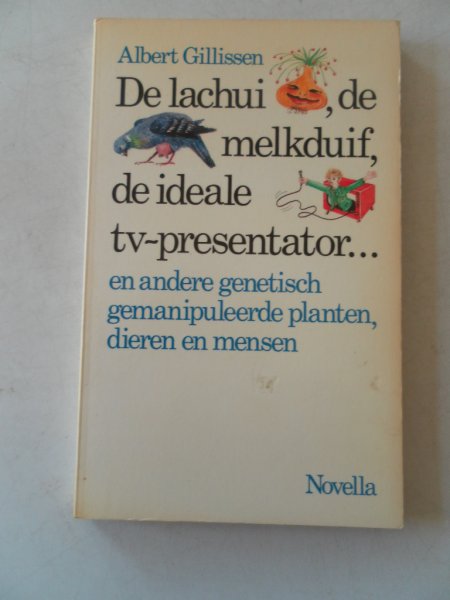 Albert Gillissen
De lachui , de
melkduif,
de ideale
tv-presentator...
en andere genetisch
gemanipuleerde planten,
dieren en mensen
Novella